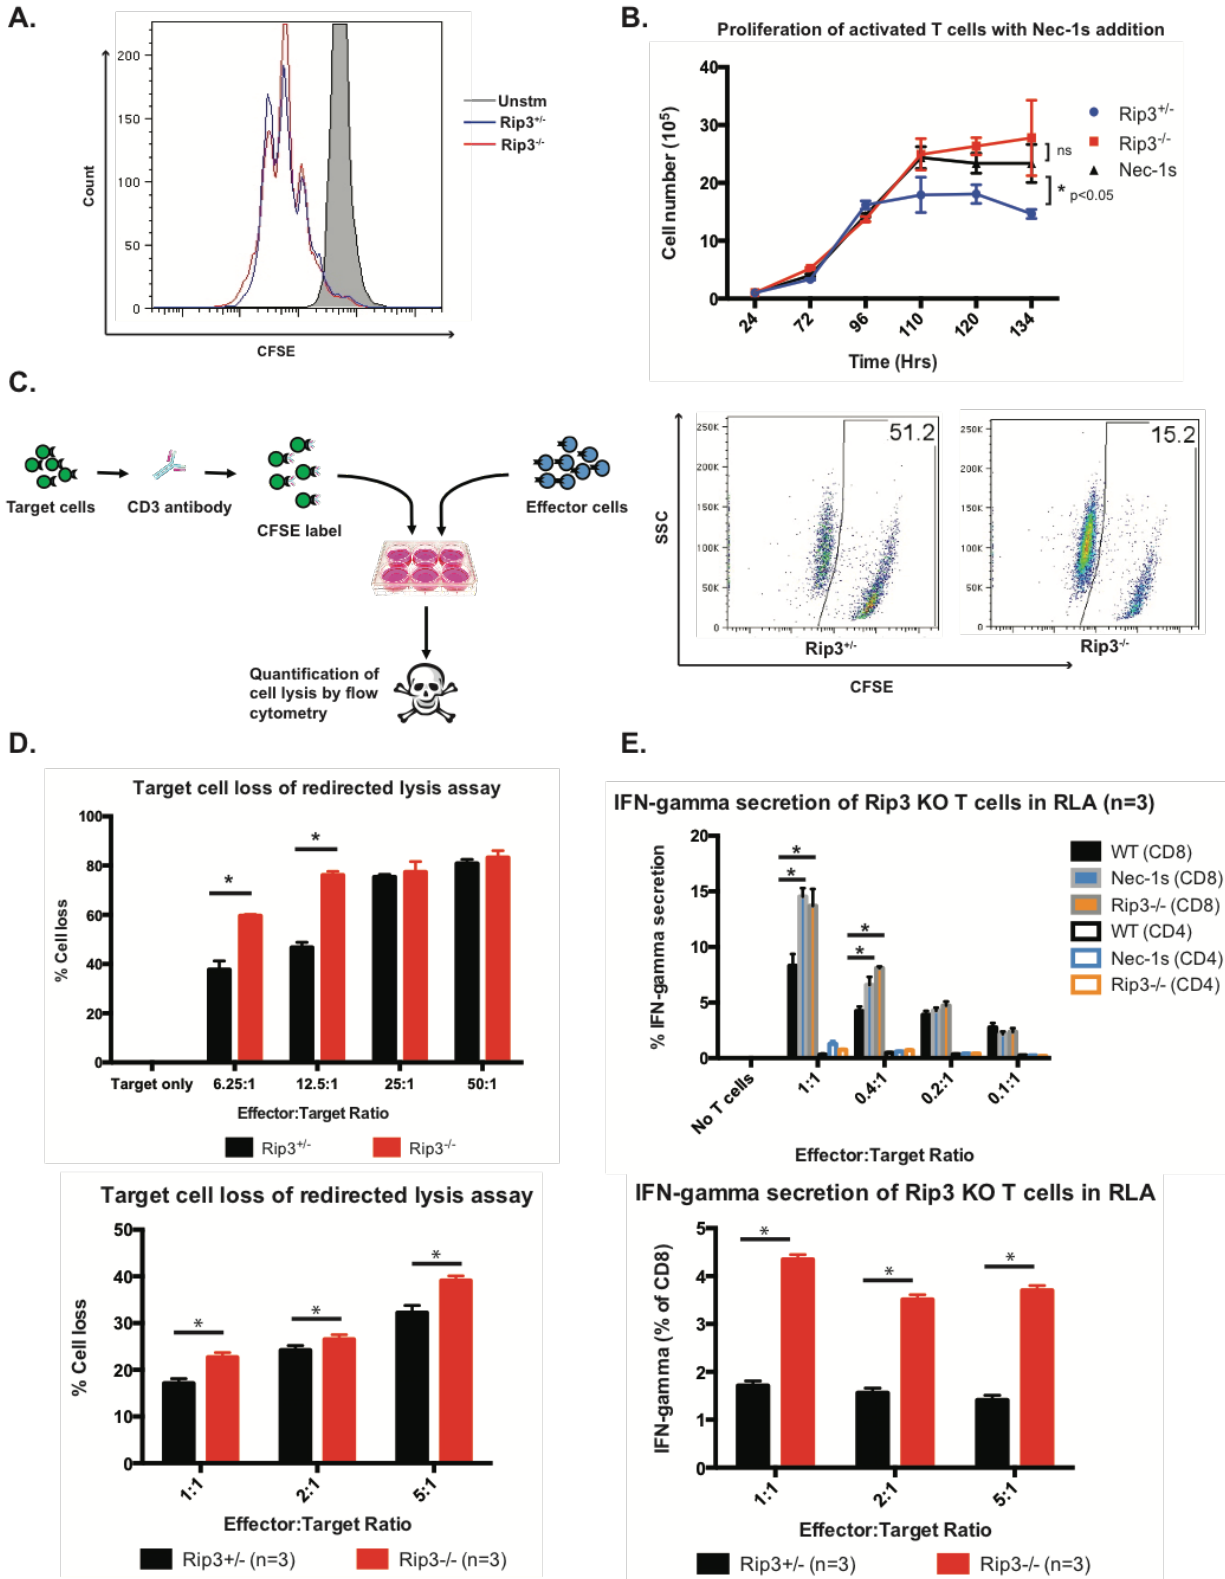 A.
200
150
100
50
0
Count
CFSE
Unstm
Rip3+/-
Rip3-/-
B.
Proliferation of activated T cells with Nec-1s addition
40
30
20
10
0
Cell number (10⁵)
24
72
96
110
120
134
Time (Hrs)
Rip3+/-
Rip3-/-
Nec-1s
ns
* p<0.05
C.
Target cells
CD3 antibody
CFSE label
Effector cells
Quantification of
cell lysis by flow
cytometry
SSC
250K
200K
150K
100K
50K
0
51.2
Rip3+/-
250K
200K
150K
100K
50K
0
15.2
Rip3-/-
CFSE
D.
Target cell loss of redirected lysis assay
100
80
60
40
20
0
% Cell loss
*
*
Target only
6.25:1
12.5:1
25:1
50:1
Effector:Target Ratio
Rip3+/-
Rip3-/-
Target cell loss of redirected lysis assay
50
40
30
20
10
0
% Cell loss
*
*
*
1:1
2:1
5:1
Effector:Target Ratio
Rip3+/- (n=3)
Rip3-/- (n=3)
E.
IFN-gamma secretion of Rip3 KO T cells in RLA (n=3)
20
15
10
5
0
% IFN-gamma secretion
*
*
*
*
No T cells
1:1
0.4:1
0.2:1
0.1:1
Effector:Target Ratio
WT (CD8)
Nec-1s (CD8)
Rip3-/- (CD8)
WT (CD4)
Nec-1s (CD4)
Rip3-/- (CD4)
IFN-gamma secretion of Rip3 KO T cells in RLA
5
4
3
2
1
0
IFN-gamma (% of CD8)
*
*
*
1:1
2:1
5:1
Effector:Target Ratio
Rip3+/- (n=3)
Rip3-/- (n=3)